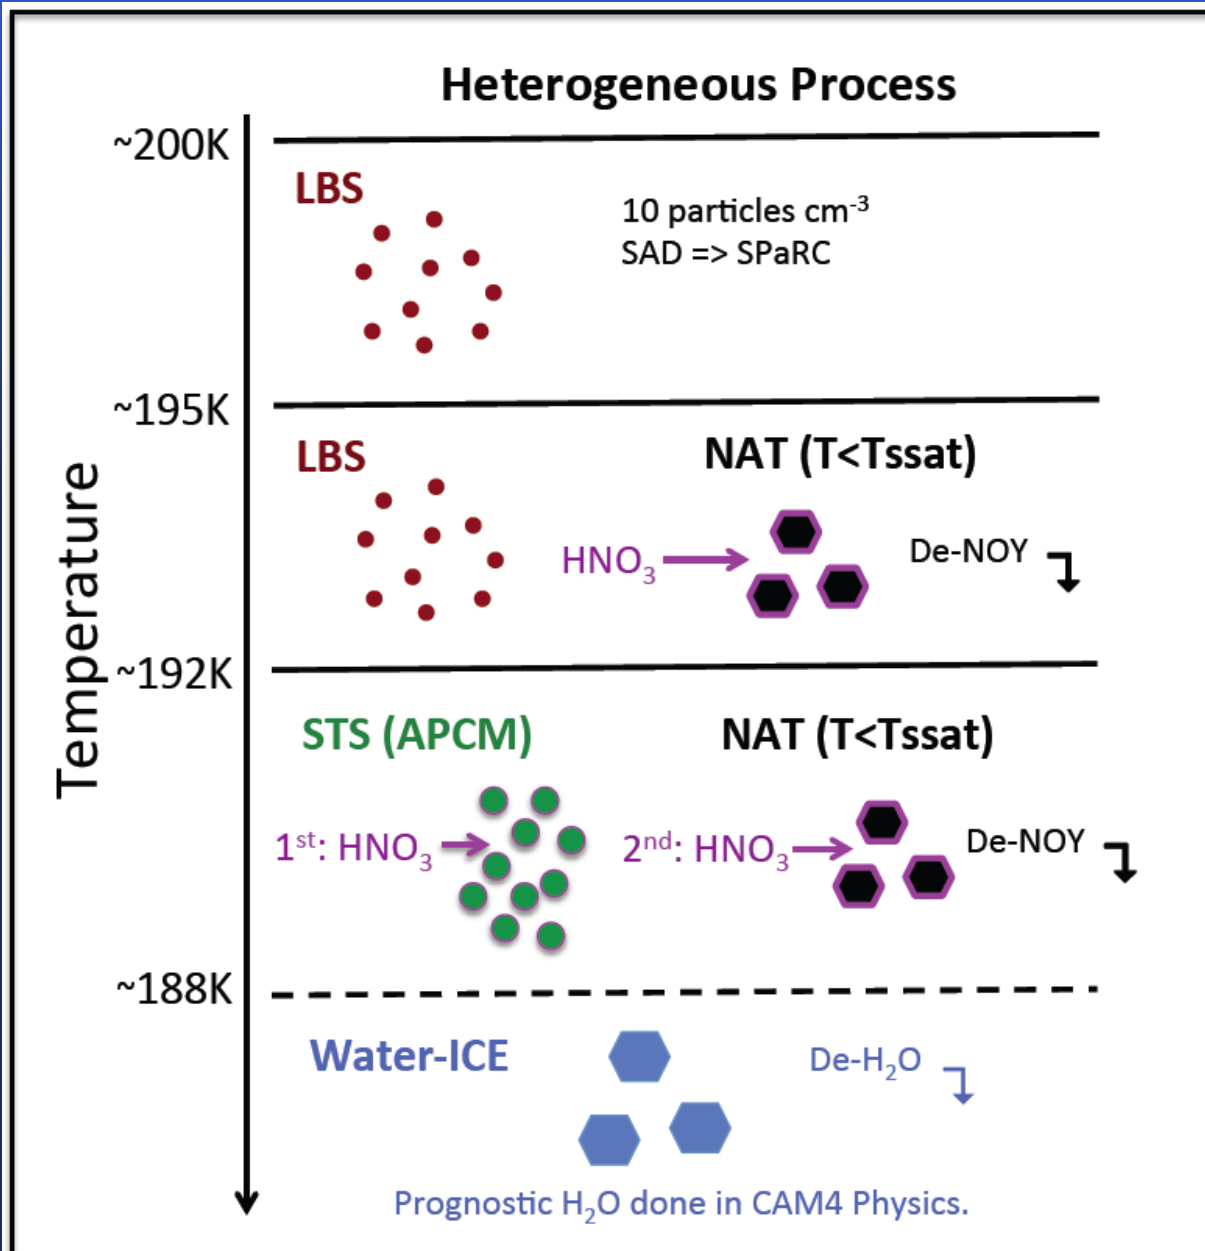 Heterogeneous Process
~200K
LBS
10 particles cm⁻³
SAD => SPaRC
~195K
LBS
NAT (T<Tssat)
HNO₃
De-NOY
Temperature
~192K
STS (APCM)
NAT (T<Tssat)
1ˢᵗ: HNO₃
2ⁿᵈ: HNO₃
De-NOY
~188K
Water-ICE
De-H₂O
Prognostic H₂O done in CAM4 Physics.